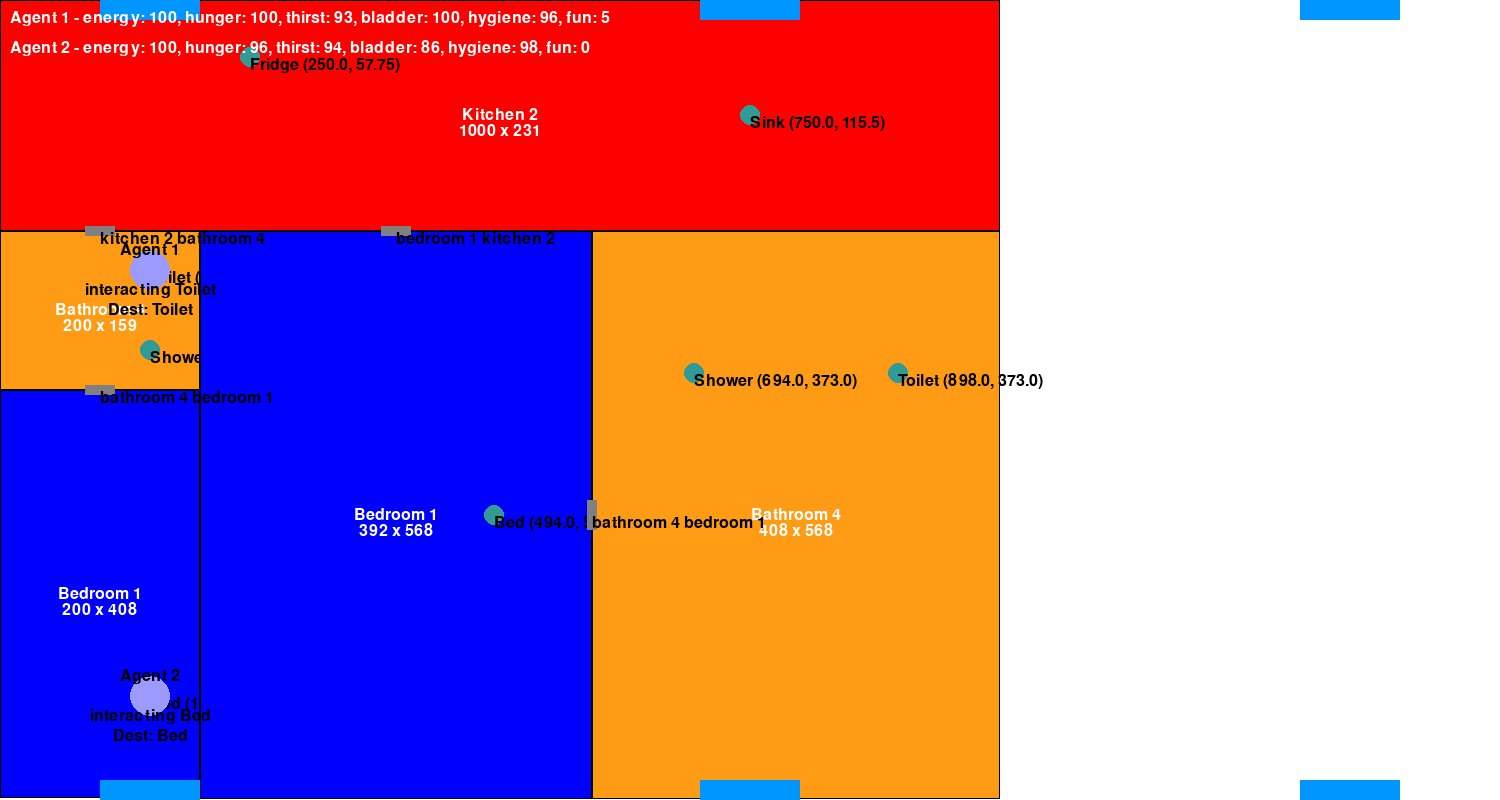 Agent 1 - energy: 100, hunger: 100, thirst: 93, bladder: 100, hygiene: 96, fun: 5
Agent 2 - energy: 100, hunger: 96, thirst: 94, bladder: 86, hygiene: 98, fun: 0
Fridge (250.0, 57.75)
Kitchen 2
1000 x 231
Sink (750.0, 115.5)
kitchen 2 bathroom 4
bedroom 1 kitchen 2
Agent 1
interacting Toilet
Dest: Toilet
200 x 159
Showe
Shower (694.0, 373.0)
Toilet (898.0, 373.0)
bathroom 4 bedroom 1
Bedroom 1
392 x 568
Bed (494.0,
bathroom 4 bedroom 1
Bathroom 4
408 x 568
Bedroom 1
200 x 408
Agent 2
interacting Bed
Dest: Bed